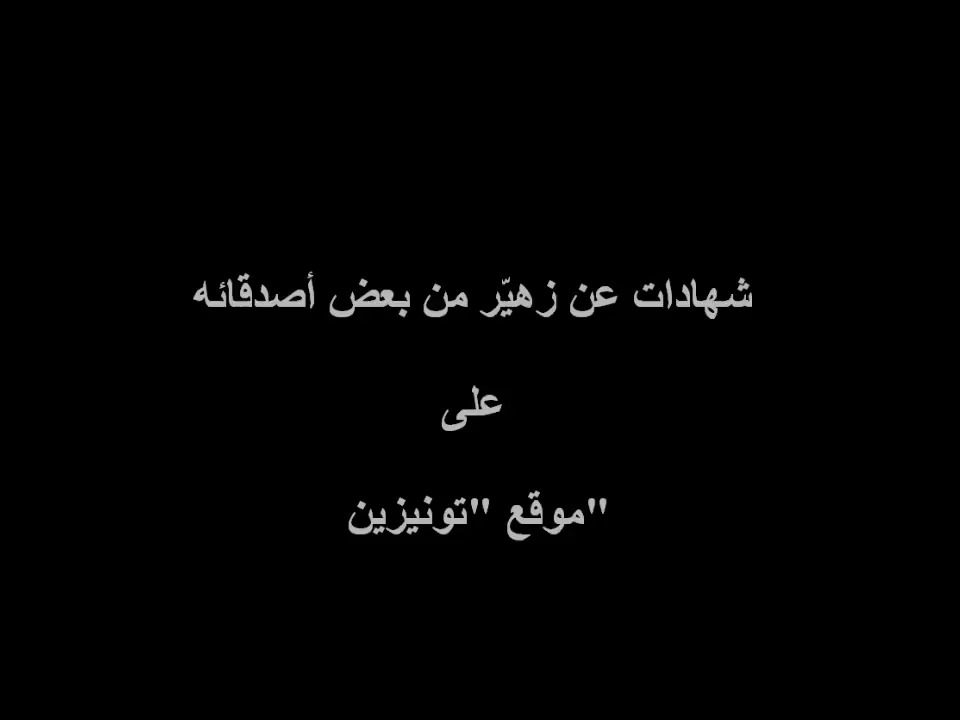 شهادات عن زهيّر من بعض أصدقائه
على
"موقع "تونيزين